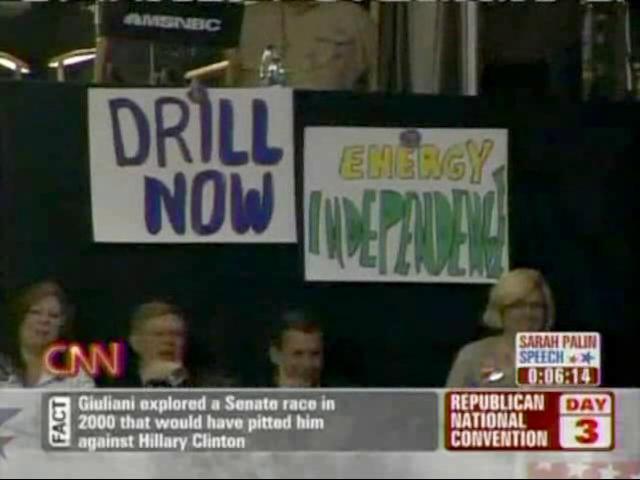 MSNBC
DRILL
NOW
ENERGY
INDEPENDENCE
CNN
SARAH PALIN
SPEECH
0:06:14
FACT
Giuliani explored a Senate race in
2000 that would have pitted him
against Hillary Clinton
REPUBLICAN
NATIONAL
CONVENTION
DAY
3